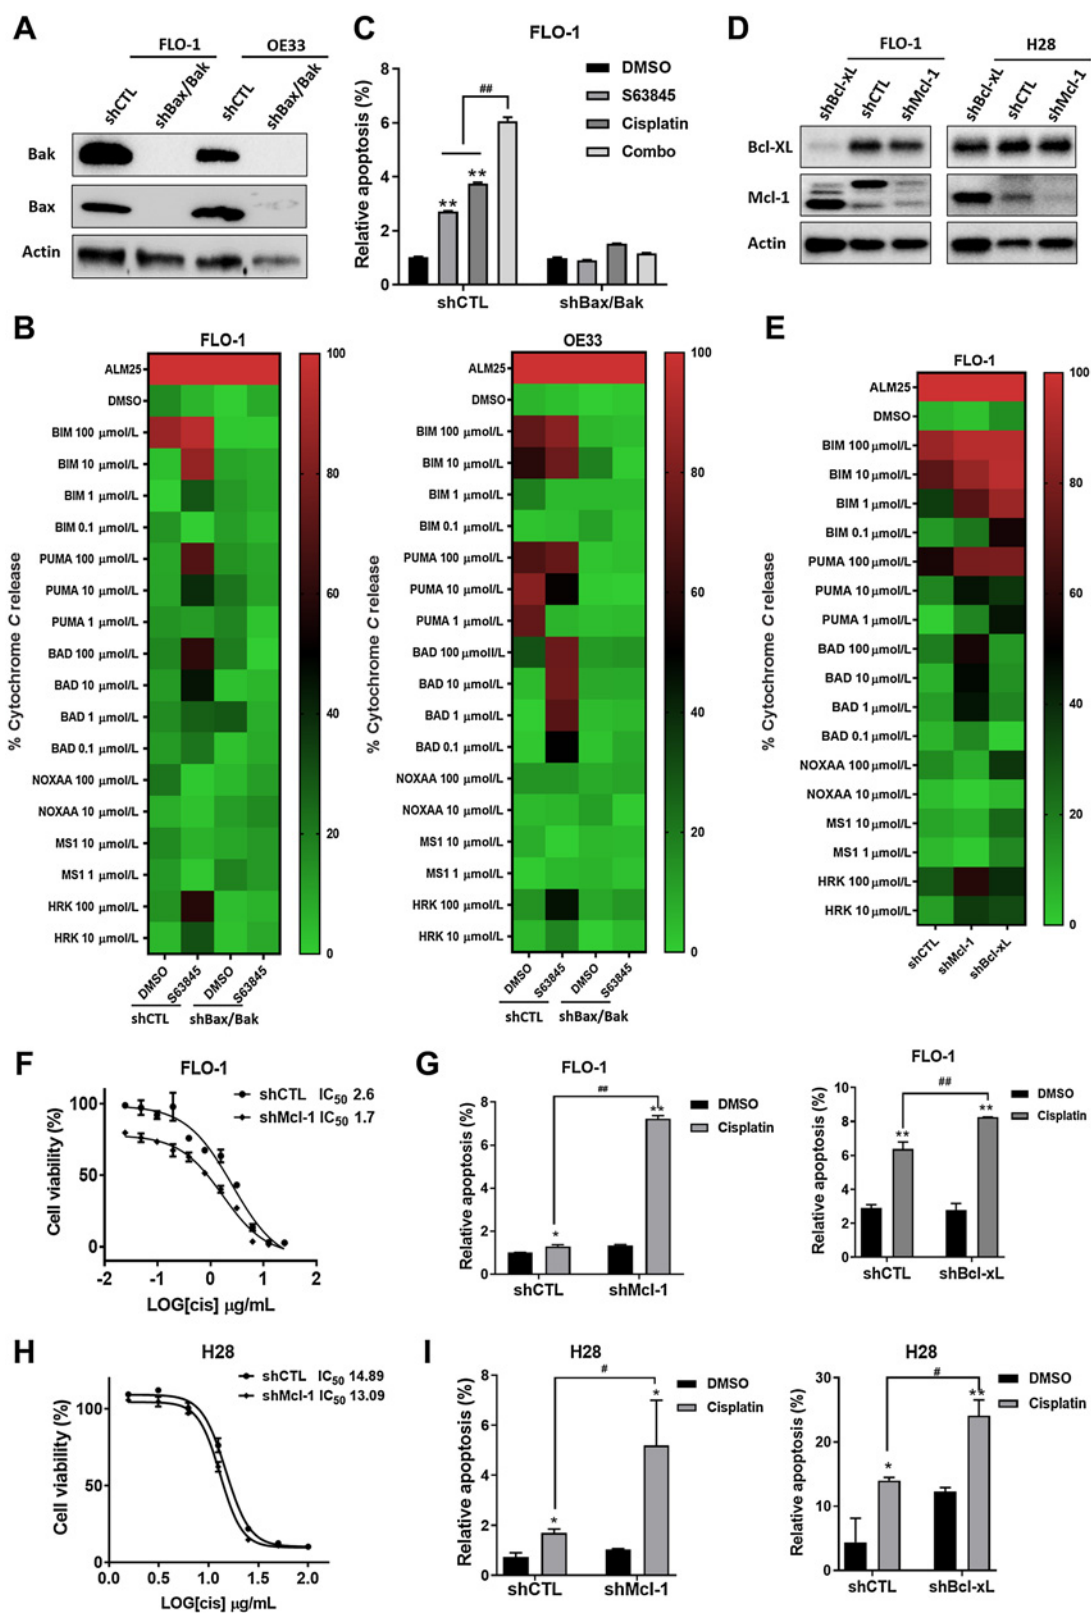 A
FLO-1
OE33
shCTL
shBax/Bak
shCTL
shBax/Bak
Bak
Bax
Actin
C
FLO-1
Relative apoptosis (%)
8
6
4
2
0
**
**
##
DMSO
S63845
Cisplatin
Combo
shCTL
shBax/Bak
D
FLO-1
H28
shBcl-xL
shCTL
shMcl-1
shBcl-xL
shCTL
shMcl-1
Bcl-XL
Mcl-1
Actin
B
FLO-1
% Cytochrome C release
ALM25
DMSO
BIM 100 µmol/L
BIM 10 µmol/L
BIM 1 µmol/L
BIM 0.1 µmol/L
PUMA 100 µmol/L
PUMA 10 µmol/L
PUMA 1 µmol/L
BAD 100 µmol/L
BAD 10 µmol/L
BAD 1 µmol/L
BAD 0.1 µmol/L
NOXAA 100 µmol/L
NOXAA 10 µmol/L
MS1 10 µmol/L
MS1 1 µmol/L
HRK 100 µmol/L
HRK 10 µmol/L
100
80
60
40
20
0
DMSO
S63845
DMSO
S63845
shCTL
shBax/Bak
OE33
% Cytochrome C release
ALM25
DMSO
BIM 100 µmol/L
BIM 10 µmol/L
BIM 1 µmol/L
BIM 0.1 µmol/L
PUMA 100 µmol/L
PUMA 10 µmol/L
PUMA 1 µmol/L
BAD 100 µmoll/L
BAD 10 µmol/L
BAD 1 µmol/L
BAD 0.1 µmol/L
NOXAA 100 µmol/L
NOXAA 10 µmol/L
MS1 10 µmol/L
MS1 1 µmol/L
HRK 100 µmol/L
HRK 10 µmol/L
100
80
60
40
20
0
DMSO
S63845
DMSO
S63845
shCTL
shBax/Bak
E
FLO-1
% Cytochrome C release
ALM25
DMSO
BIM 100 µmol/L
BIM 10 µmol/L
BIM 1 µmol/L
BIM 0.1 µmol/L
PUMA 100 µmol/L
PUMA 10 µmol/L
PUMA 1 µmol/L
BAD 100 µmol/L
BAD 10 µmol/L
BAD 1 µmol/L
BAD 0.1 µmol/L
NOXAA 100 µmol/L
NOXAA 10 µmol/L
MS1 10 µmol/L
MS1 1 µmol/L
HRK 100 µmol/L
HRK 10 µmol/L
100
80
60
40
20
0
shCTL
shMcl-1
shBcl-xL
F
FLO-1
shCTL IC50 2.6
shMcl-1 IC50 1.7
Cell viability (%)
100
50
0
-2
-1
0
1
2
LOG[cis] µg/mL
G
FLO-1
Relative apoptosis (%)
8
6
4
2
0
*
##
**
DMSO
Cisplatin
shCTL
shMcl-1
FLO-1
Relative apoptosis (%)
10
8
6
4
2
0
**
##
**
DMSO
Cisplatin
shCTL
shBcl-xL
H
H28
shCTL IC50 14.89
shMcl-1 IC50 13.09
Cell viability (%)
100
50
0
0.0
0.5
1.0
1.5
2.0
LOG[cis] µg/mL
I
H28
Relative apoptosis (%)
8
6
4
2
0
*
#
*
DMSO
Cisplatin
shCTL
shMcl-1
H28
Relative apoptosis (%)
30
20
10
0
*
#
**
DMSO
Cisplatin
shCTL
shBcl-xL